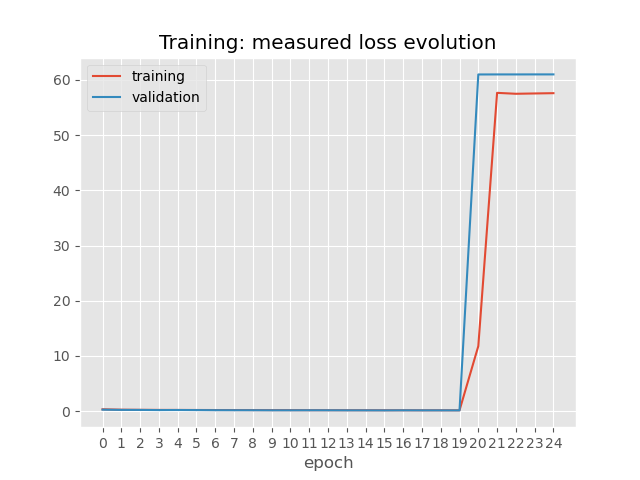 Training: measured loss evolution
training
validation
60
50
40
30
20
10
0
0 1 2 3 4 5 6 7 8 9 10 11 12 13 14 15 16 17 18 19 20 21 22 23 24
epoch